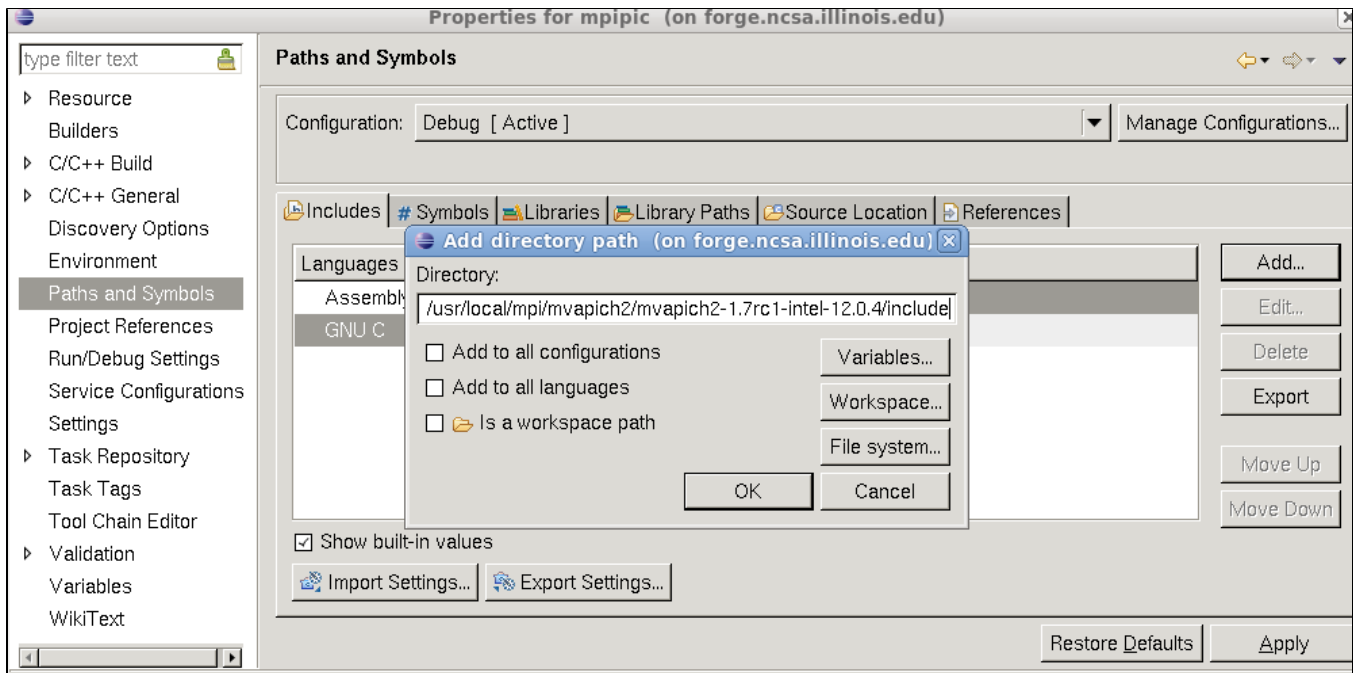 Properties for mpipic (on forge.ncsa.illinois.edu)
type filter text
Resource
Builders
C/C++ Build
C/C++ General
Discovery Options
Environment
Paths and Symbols
Project References
Run/Debug Settings
Service Configurations
Settings
Task Repository
Task Tags
Tool Chain Editor
Validation
Variables
WikiText
Paths and Symbols
Configuration: Debug [ Active ] Manage Configurations...
Includes # Symbols Libraries Library Paths Source Location References
Languages
Assembly
GNU C
Add directory path (on forge.ncsa.illinois.edu)
Directory:
/usr/local/mpi/mvapich2/mvapich2-1.7rc1-intel-12.0.4/include
Add to all configurations
Add to all languages
Is a workspace path
Variables...
Workspace...
File system...
OK Cancel
Add...
Edit...
Delete
Export
Move Up
Move Down
Show built-in values
Import Settings... Export Settings...
Restore Defaults Apply